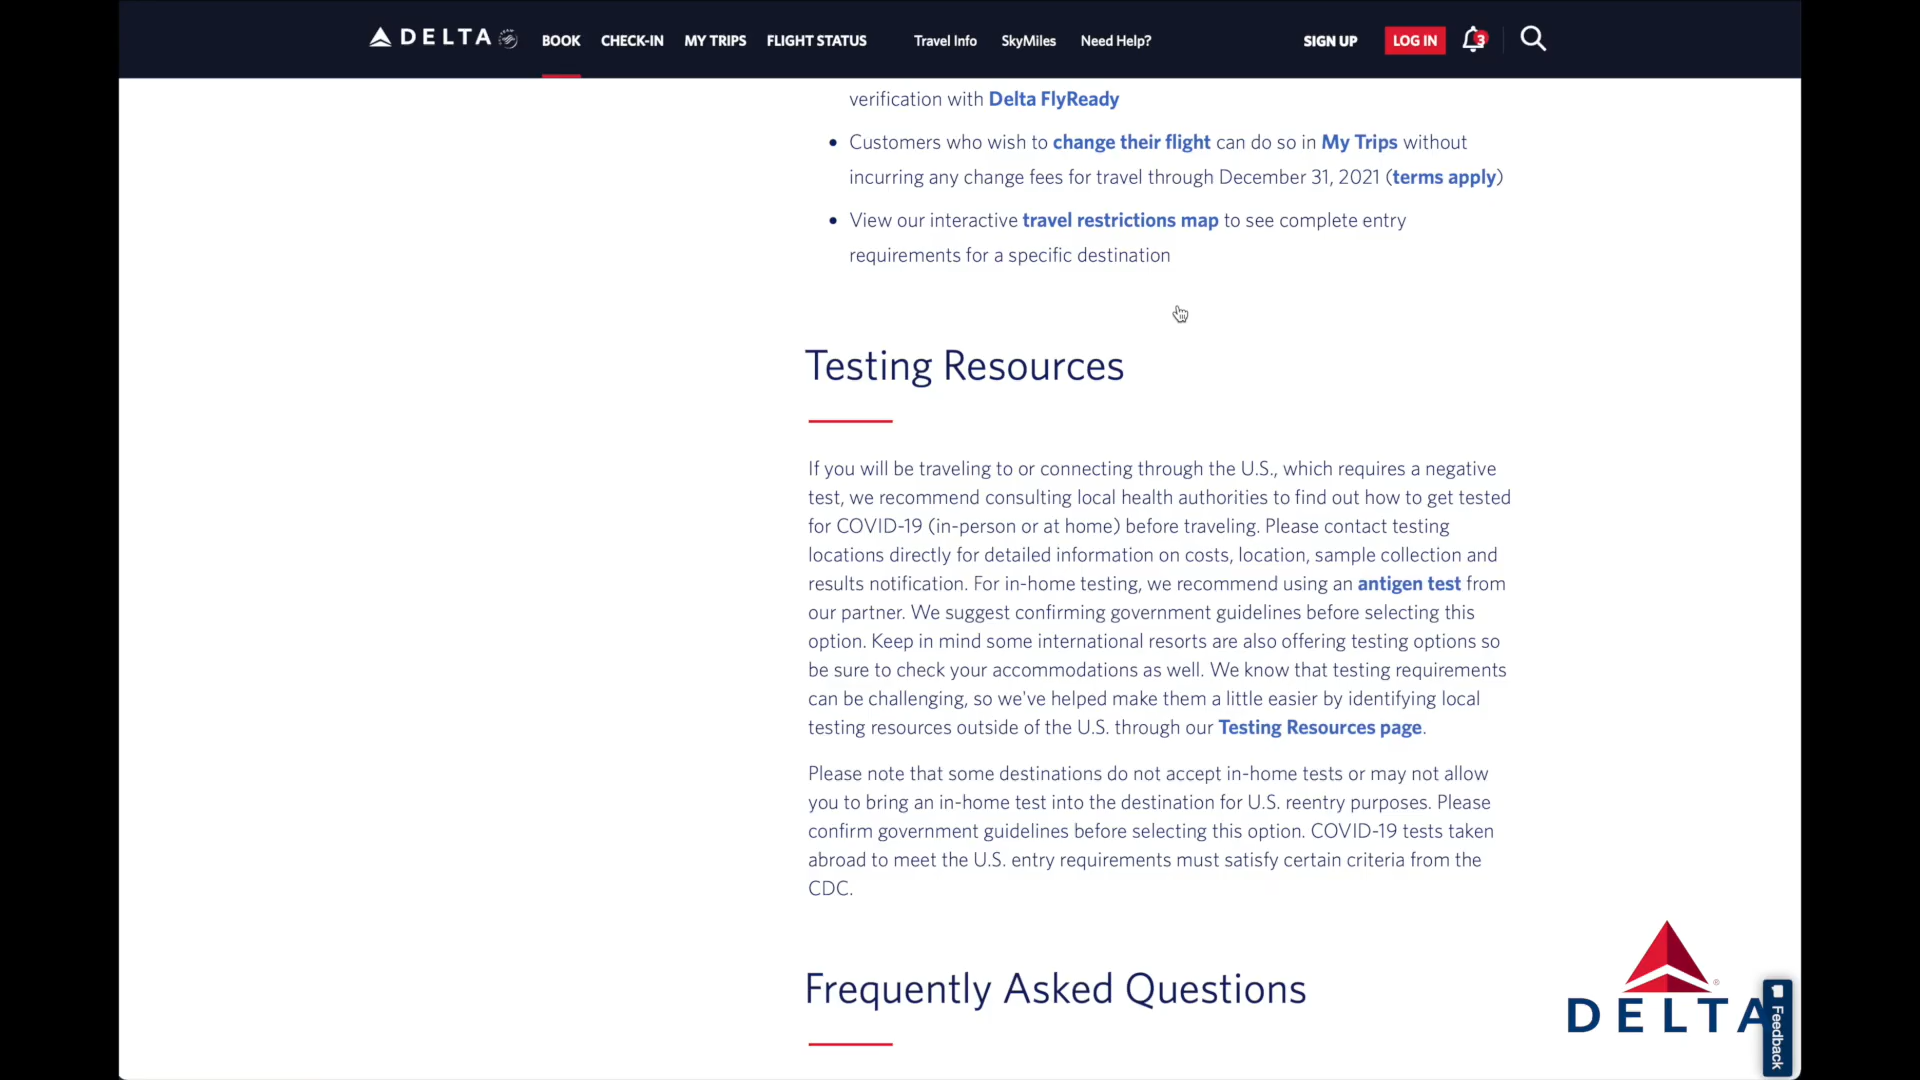 DELTA BOOK CHECK-IN MY TRIPS FLIGHT STATUS Travel Info SkyMiles Need Help? SIGN UP LOG IN 3
verification with Delta FlyReady
• Customers who wish to change their flight can do so in My Trips without
incurring any change fees for travel through December 31, 2021 (terms apply)
• View our interactive travel restrictions map to see complete entry
requirements for a specific destination
Testing Resources
If you will be traveling to or connecting through the U.S., which requires a negative
test, we recommend consulting local health authorities to find out how to get tested
for COVID-19 (in-person or at home) before traveling. Please contact testing
locations directly for detailed information on costs, location, sample collection and
results notification. For in-home testing, we recommend using an antigen test from
our partner. We suggest confirming government guidelines before selecting this
option. Keep in mind some international resorts are also offering testing options so
be sure to check your accommodations as well. We know that testing requirements
can be challenging, so we've helped make them a little easier by identifying local
testing resources outside of the U.S. through our Testing Resources page.
Please note that some destinations do not accept in-home tests or may not allow
you to bring an in-home test into the destination for U.S. reentry purposes. Please
confirm government guidelines before selecting this option. COVID-19 tests taken
abroad to meet the U.S. entry requirements must satisfy certain criteria from the
CDC.
Frequently Asked Questions
DELTA
®
Feedback